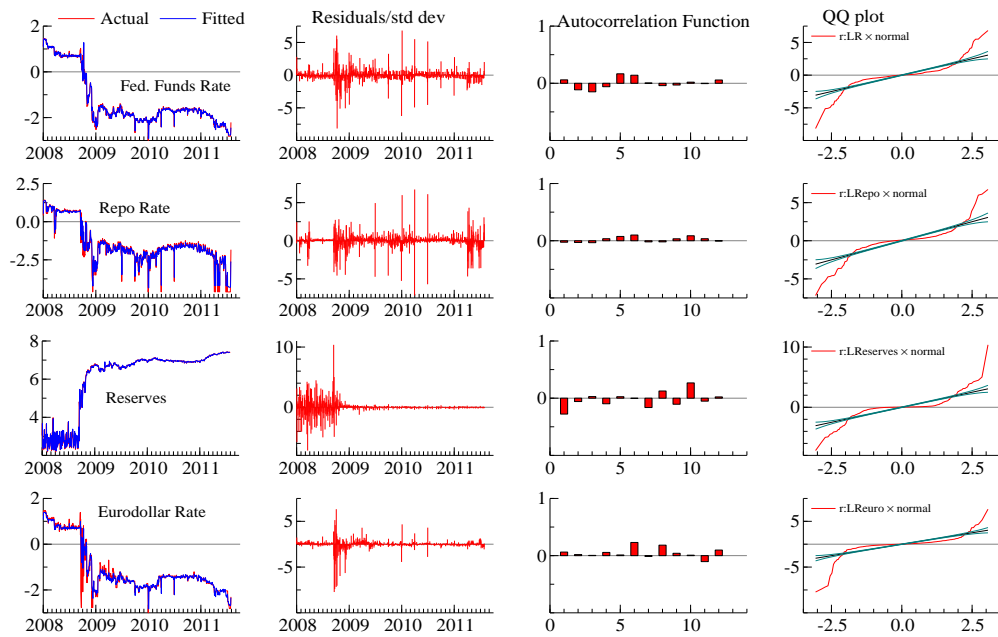 Actual Fitted
Residuals/std dev
Autocorrelation Function
QQ plot
2
0
-2
Fed. Funds Rate
2008 2009 2010 2011
5
0
-5
2008 2009 2010 2011
1
0
0 5 10
r:LR × normal
5
0
-5
-2.5 0.0 2.5
2.5
0.0
-2.5
Repo Rate
2008 2009 2010 2011
5
0
-5
2008 2009 2010 2011
1
0
0 5 10
r:LRepo × normal
5
0
-5
-2.5 0.0 2.5
8
6
4
Reserves
2008 2009 2010 2011
10
0
2008 2009 2010 2011
1
0
0 5 10
r:LReserves × normal
10
0
-2.5 0.0 2.5
2
0
-2
Eurodollar Rate
2008 2009 2010 2011
5
0
-5
2008 2009 2010 2011
1
0
0 5 10
r:LReuro × normal
5
0
-5
-2.5 0.0 2.5